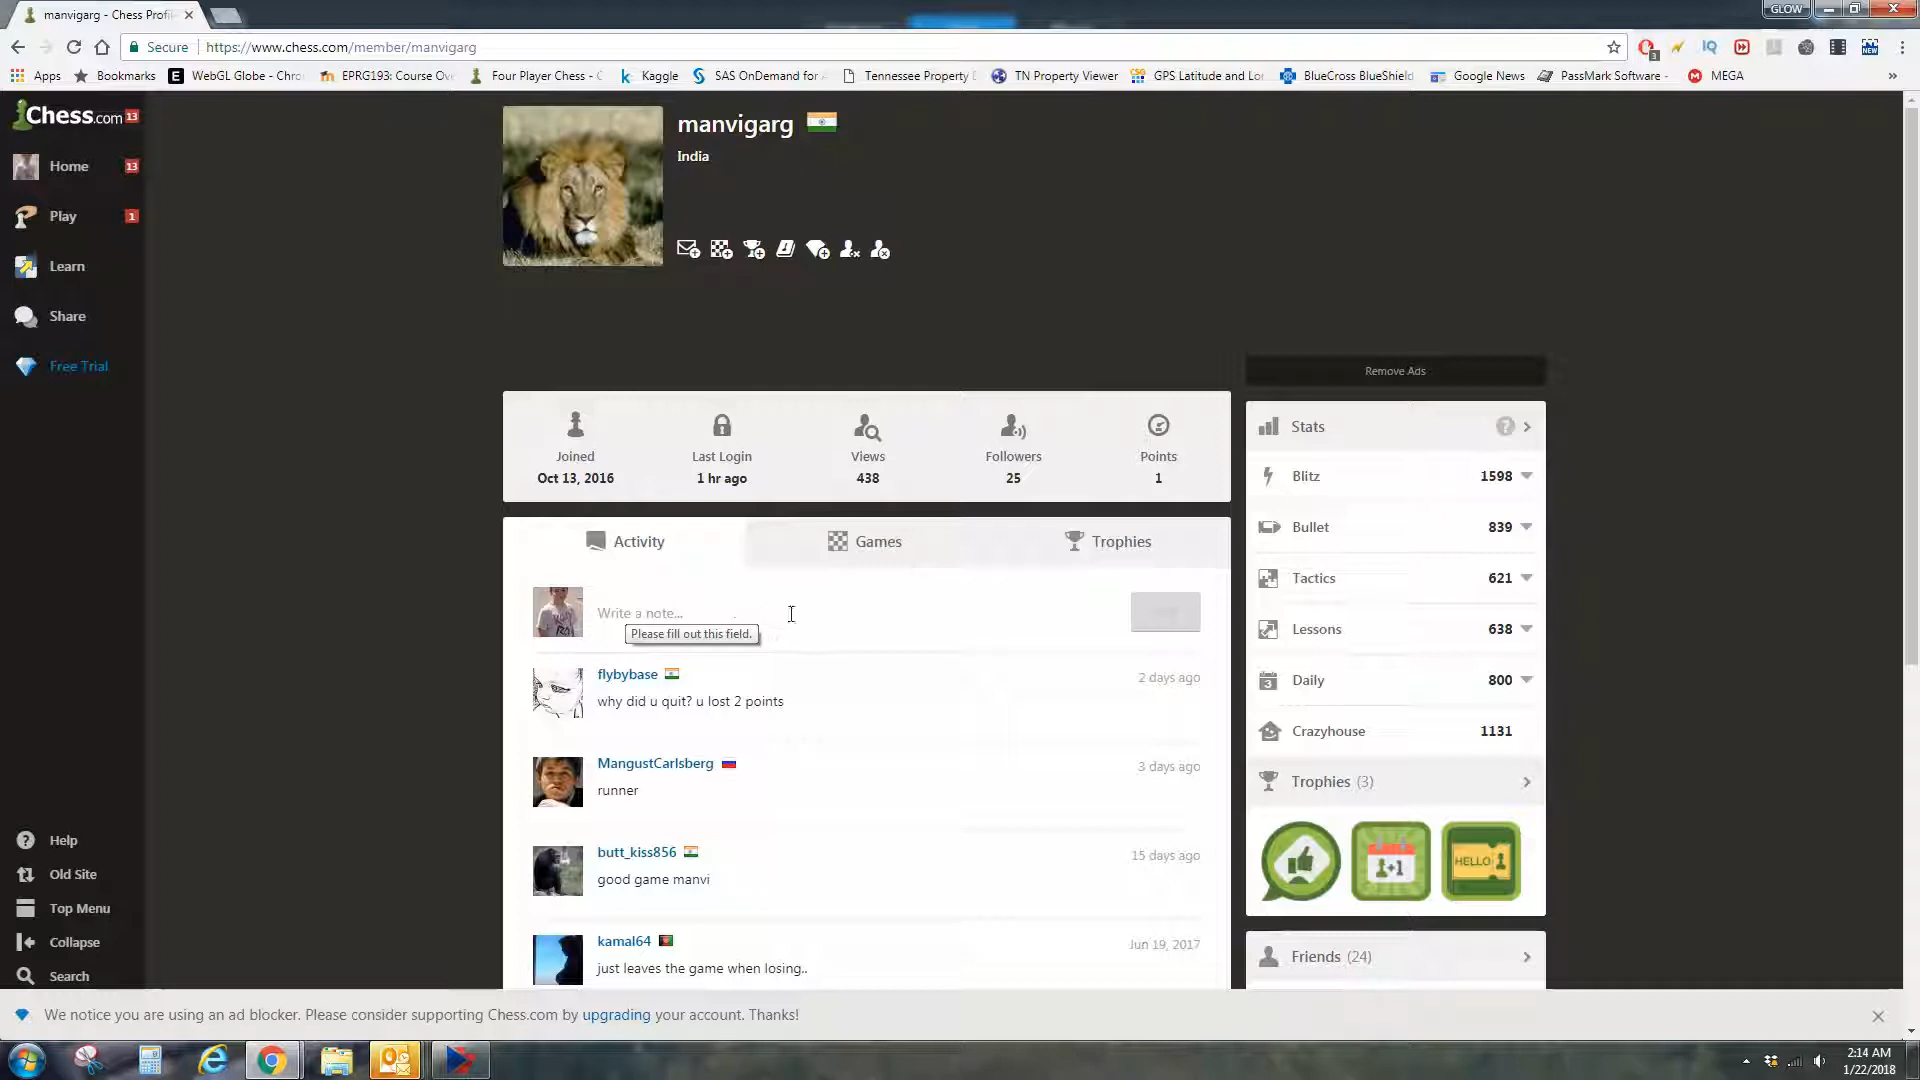 manvigarg - Chess Profi
GLOW
Secure https://www.chess.com/member/manvigarg
3 NEW
Apps Bookmarks WebGL Globe - Chro EPRG193: Course Ov Four Player Chess - C Kaggle SAS OnDemand for A Tennessee Property TN Property Viewer GPS Latitude and Lo BlueCross BlueShield Google News PassMark Software - MEGA »
Chess.com 13
manvigarg
India
Home 13
Play 1
Learn
Share
Free Trial
Remove Ads
Joined
Oct 13, 2016
Last Login
1 hr ago
Views
438
Followers
25
Points
1
Activity Games Trophies
Write a note...
Please fill out this field.
flybybase
2 days ago
why did u quit? u lost 2 points
MangustCarlsberg
3 days ago
runner
butt_kiss856
15 days ago
good game manvi
kamal64
Jun 19, 2017
just leaves the game when losing..
Stats ?
Blitz 1598
Bullet 839
Tactics 621
Lessons 638
Daily 800
Crazyhouse 1131
Trophies (3)
+1
HELLO
Friends (24)
Help
Old Site
Top Menu
Collapse
Search
We notice you are using an ad blocker. Please consider supporting Chess.com by upgrading your account. Thanks!
2:14 AM
1/22/2018